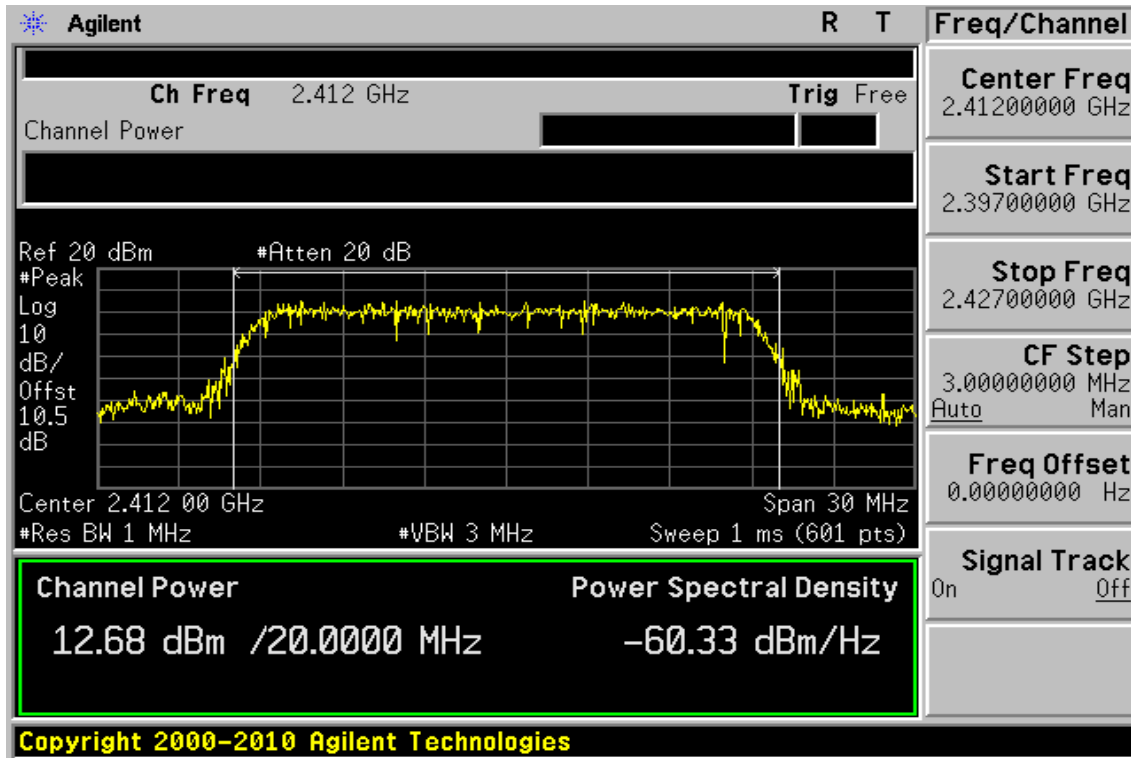 Agilent R T
Ch Freq 2.412 GHz Trig Free
Channel Power
Ref 20 dBm #Atten 20 dB
#Peak
Log
10
dB/
Offst
10.5
dB
Center 2.412 00 GHz Span 30 MHz
#Res BW 1 MHz #VBW 3 MHz Sweep 1 ms (601 pts)
Channel Power Power Spectral Density
12.68 dBm /20.0000 MHz -60.33 dBm/Hz
Copyright 2000-2010 Agilent Technologies
Freq/Channel
Center Freq
2.41200000 GHz
Start Freq
2.39700000 GHz
Stop Freq
2.42700000 GHz
CF Step
3.00000000 MHz
Auto Man
Freq Offset
0.00000000 Hz
Signal Track
On Off